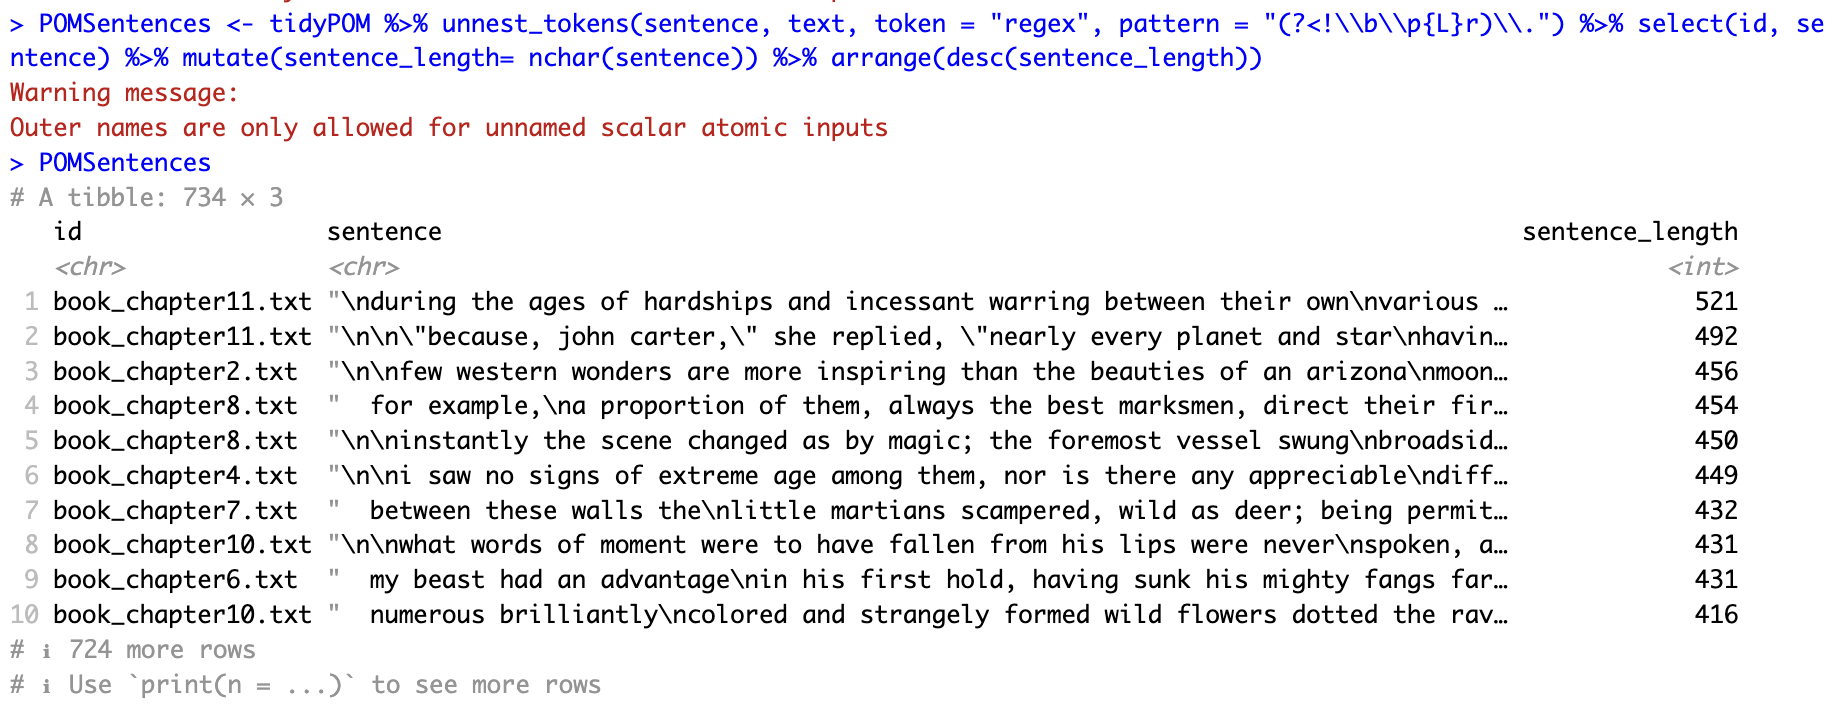 > POMSentences <- tidyPOM %>% unnest_tokens(sentence, text, token = "regex", pattern = "(?<!\\b\\p{L}r)\\.") %>% select(id, se
ntence) %>% mutate(sentence_length= nchar(sentence)) %>% arrange(desc(sentence_length))
Warning message:
Outer names are only allowed for unnamed scalar atomic inputs
> POMSentences
# A tibble: 734 × 3
id sentence sentence_length
<chr> <chr> <int>
1 book_chapter11.txt "\nduring the ages of hardships and incessant warring between their own\nvarious … 521
2 book_chapter11.txt "\n\n\"because, john carter,\" she replied, \"nearly every planet and star\nhavin… 492
3 book_chapter2.txt "\n\nfew western wonders are more inspiring than the beauties of an arizona\nmoon… 456
4 book_chapter8.txt "  for example,\na proportion of them, always the best marksmen, direct their fir… 454
5 book_chapter8.txt "\n\ninstantly the scene changed as by magic; the foremost vessel swung\nbroadsid… 450
6 book_chapter4.txt "\n\ni saw no signs of extreme age among them, nor is there any appreciable\ndiff… 449
7 book_chapter7.txt "  between these walls the\nlittle martians scampered, wild as deer; being permit… 432
8 book_chapter10.txt "\n\nwhat words of moment were to have fallen from his lips were never\nspoken, a… 431
9 book_chapter6.txt "  my beast had an advantage\nin his first hold, having sunk his mighty fangs far… 431
10 book_chapter10.txt "  numerous brilliantly\ncolored and strangely formed wild flowers dotted the rav… 416
# ℹ 724 more rows
# ℹ Use `print(n = ...)` to see more rows